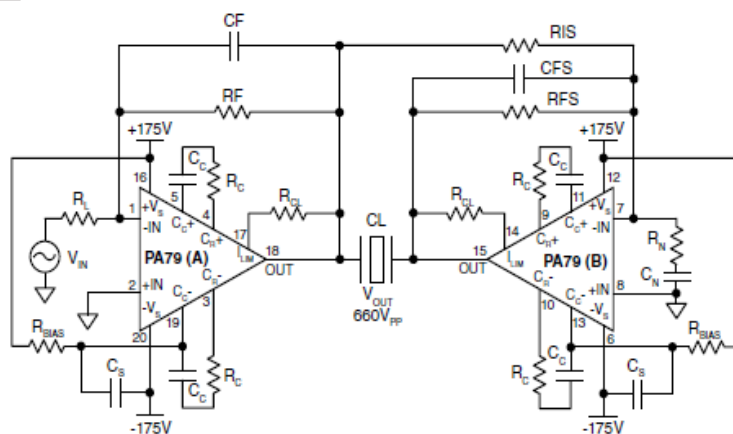 CF
RIS
CFS
RF
RFS
+175V
+175V
16
CC
5
RC
4
RCL
17
18
RL
1
+VS
-IN
CC+
CR+
ILIM
OUT
PA79 (A)
VIN
2
+IN
-VS
CC-
CR-
3
19
20
RBIAS
CS
CC
RC
-175V
CL
VOUT
660VPP
RC
CC
11
12
9
RCL
14
15
7
+VS
-IN
CC+
CR+
ILIM
OUT
PA79 (B)
RN
CN
8
+IN
-VS
CR-
CC-
10
13
6
RBIAS
RC
CC
CS
-175V